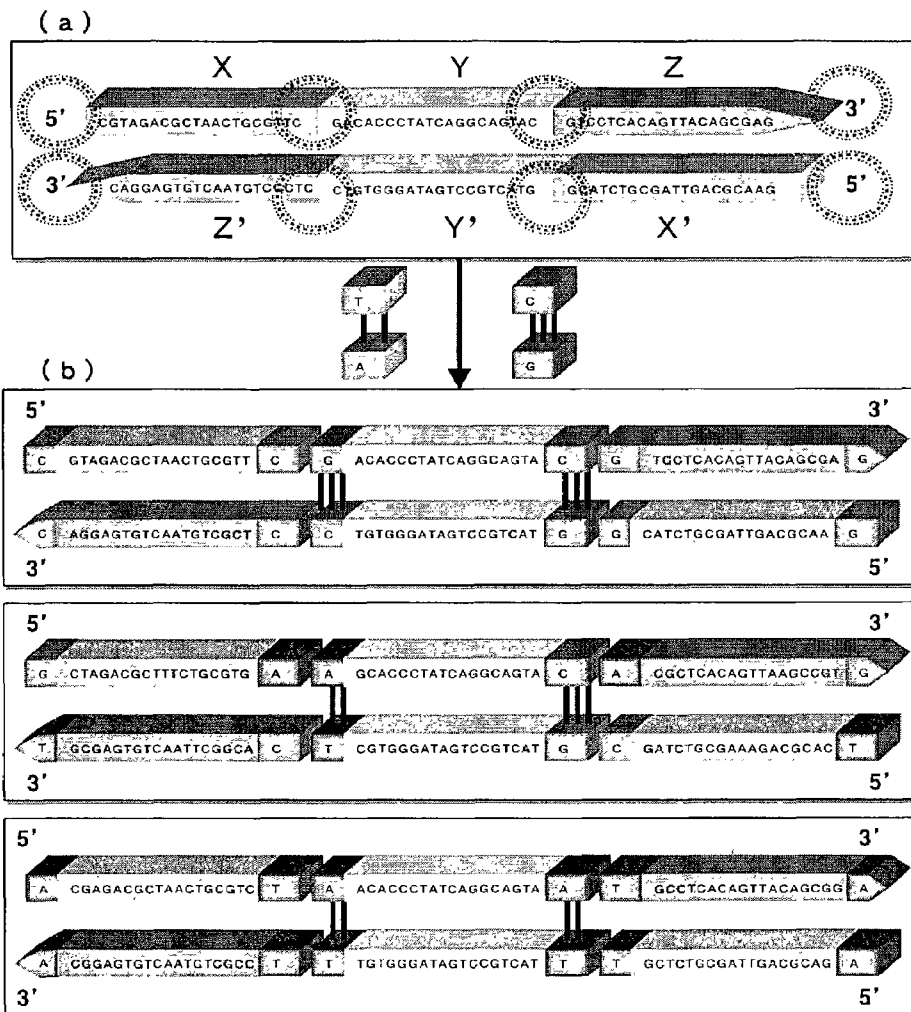 (a)
X Y Z
5' CGTAGACGCTAACTGCGTTC GACACCCTATCAGGCAGTAC GTCCTCACAGTTACAGCGAG 3'
3' CAGGAGTGTCAATGTCGCTC CTGTGGGATAGTCCGTCATG GCATCTGCGATTGACGCAAG 5'
Z' Y' X'
T C
A G
(b)
5' 3'
C GTAGACGCTAACTGCGTT C G ACACCCTATCAGGCAGTA C G TCCTCACAGTTACAGCGA G
C AGGAGTGTCAATGTCGCT C C TGTGGGATAGTCCGTCAT G G CATCTGCGATTGACGCAA G
3' 5'
5' 3'
G CTAGACGCTTTCTGCGTG A A GCACCCTATCAGGCAGTA C A CGCTCACAGTTAAGCCGT G
T GCGAGTGTCAATTCGGCA C T CGTGGGATAGTCCGTCAT G C GATCTGCGAAAGACGCAC T
3' 5'
5' 3'
A CGAGACGCTAACTGCGTC T A ACACCCTATCAGGCAGTA A T GCCTCACAGTTACAGCGG A
A CGGAGTGTCAATGTCGCC T T TGTGGGATAGTCCGTCAT T T GCTCTGCGATTGACGCAG A
3' 5'